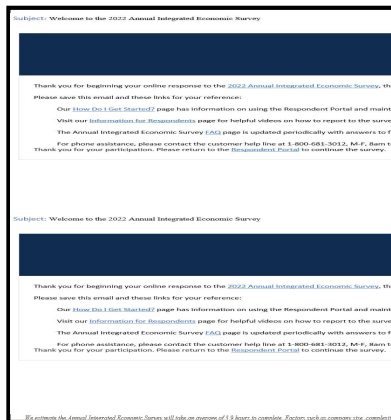 Subject: Welcome to the 2022 Annual Integrated Economic Survey
Thank you for beginning your online response to the 2022 Annual Integrated Economic Survey, th
Please save this email and these links for your reference:
Our How Do I Get Started? page has information on using the Respondent Portal and maint
Visit our Information for Respondents page for helpful videos on how to report to the surve
The Annual Integrated Economic Survey FAQ page is updated periodically with answers to f
For phone assistance, please contact the customer help line at 1-800-681-3012, M-F, 8am t
Thank you for your participation. Please return to the Respondent Portal to continue the survey.
Subject: Welcome to the 2022 Annual Integrated Economic Survey
Thank you for beginning your online response to the 2022 Annual Integrated Economic Survey, th
Please save this email and these links for your reference:
Our How Do I Get Started? page has information on using the Respondent Portal and maint
Visit our Information for Respondents page for helpful videos on how to report to the surve
The Annual Integrated Economic Survey FAQ page is updated periodically with answers to f
For phone assistance, please contact the customer help line at 1-800-681-3012, M-F, 8am t
Thank you for your participation. Please return to the Respondent Portal to continue the survey.
We estimate the Annual Integrated Economic Survey will take an average of 3.9 hours to complete. Factors such as company size, complexit